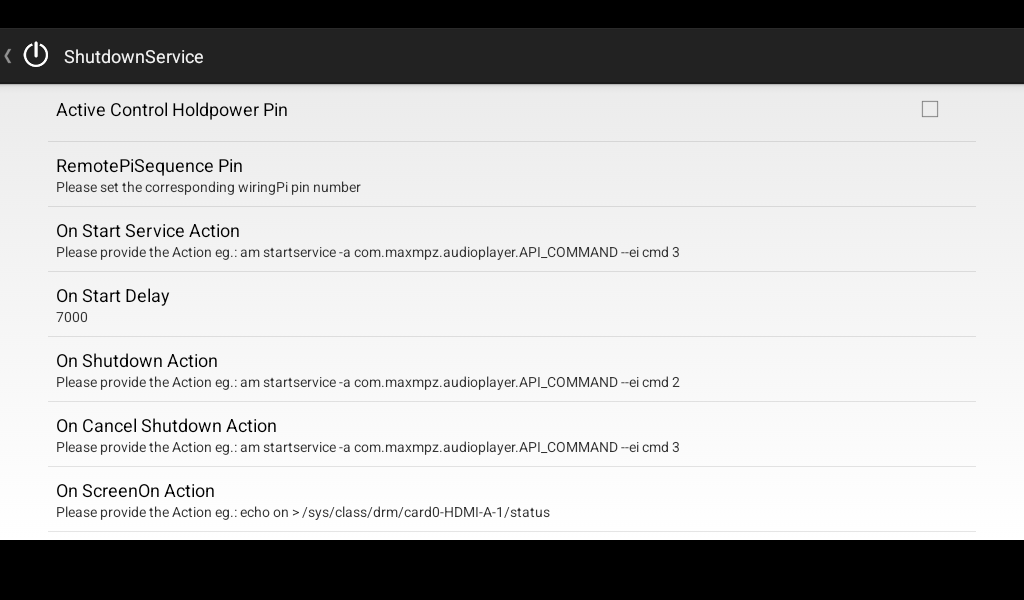 ShutdownService
Active Control Holdpower Pin
RemotePiSequence Pin
Please set the corresponding wiringPi pin number
On Start Service Action
Please provide the Action eg.: am startservice -a com.maxmpz.audioplayer.API_COMMAND --ei cmd 3
On Start Delay
7000
On Shutdown Action
Please provide the Action eg.: am startservice -a com.maxmpz.audioplayer.API_COMMAND --ei cmd 2
On Cancel Shutdown Action
Please provide the Action eg.: am startservice -a com.maxmpz.audioplayer.API_COMMAND --ei cmd 3
On ScreenOn Action
Please provide the Action eg.: echo on > /sys/class/drm/card0-HDMI-A-1/status